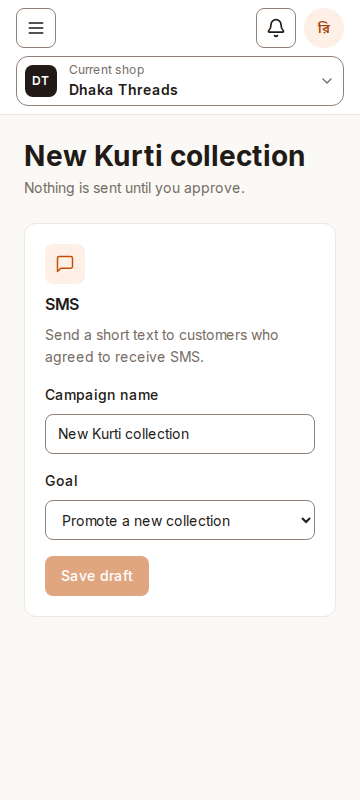 রি
DT
Current shop
Dhaka Threads
New Kurti collection
Nothing is sent until you approve.
SMS
Send a short text to customers who
agreed to receive SMS.
Campaign name
New Kurti collection
Goal
Promote a new collection
Save draft